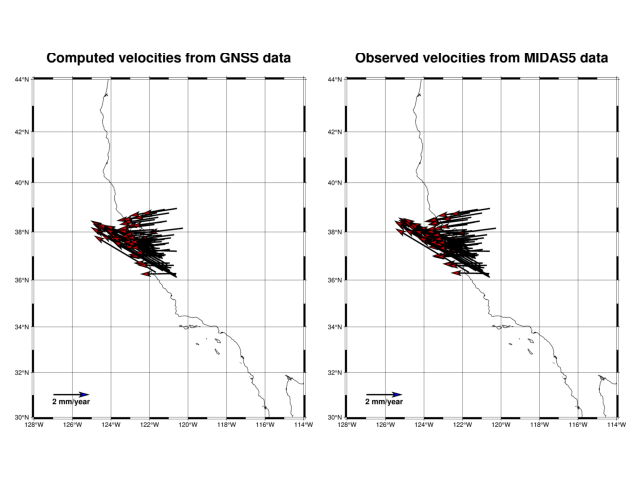 Computed velocities from GNSS data
Observed velocities from MIDAS5 data
44°N
42°N
40°N
38°N
36°N
34°N
32°N
30°N
2 mm/year
128°W 126°W 124°W 122°W 120°W 118°W 116°W 114°W
44°N
42°N
40°N
38°N
36°N
34°N
32°N
30°N
2 mm/year
128°W 126°W 124°W 122°W 120°W 118°W 116°W 114°W